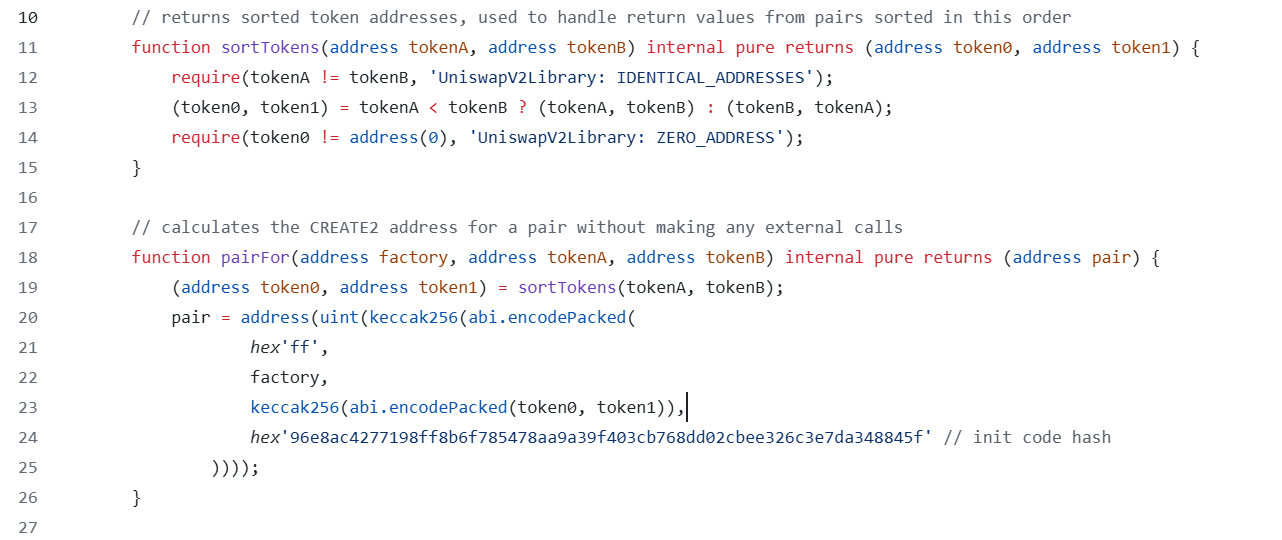 10 // returns sorted token addresses, used to handle return values from pairs sorted in this order
11 function sortTokens(address tokenA, address tokenB) internal pure returns (address token0, address token1) {
12 require(tokenA != tokenB, 'UniswapV2Library: IDENTICAL_ADDRESSES');
13 (token0, token1) = tokenA < tokenB ? (tokenA, tokenB) : (tokenB, tokenA);
14 require(token0 != address(0), 'UniswapV2Library: ZERO_ADDRESS');
15 }
16
17 // calculates the CREATE2 address for a pair without making any external calls
18 function pairFor(address factory, address tokenA, address tokenB) internal pure returns (address pair) {
19 (address token0, address token1) = sortTokens(tokenA, tokenB);
20 pair = address(uint(keccak256(abi.encodePacked(
21 hex'ff',
22 factory,
23 keccak256(abi.encodePacked(token0, token1)),
24 hex'96e8ac4277198ff8b6f785478aa9a39f403cb768dd02cbee326c3e7da348845f' // init code hash
25 ))));
26 }
27